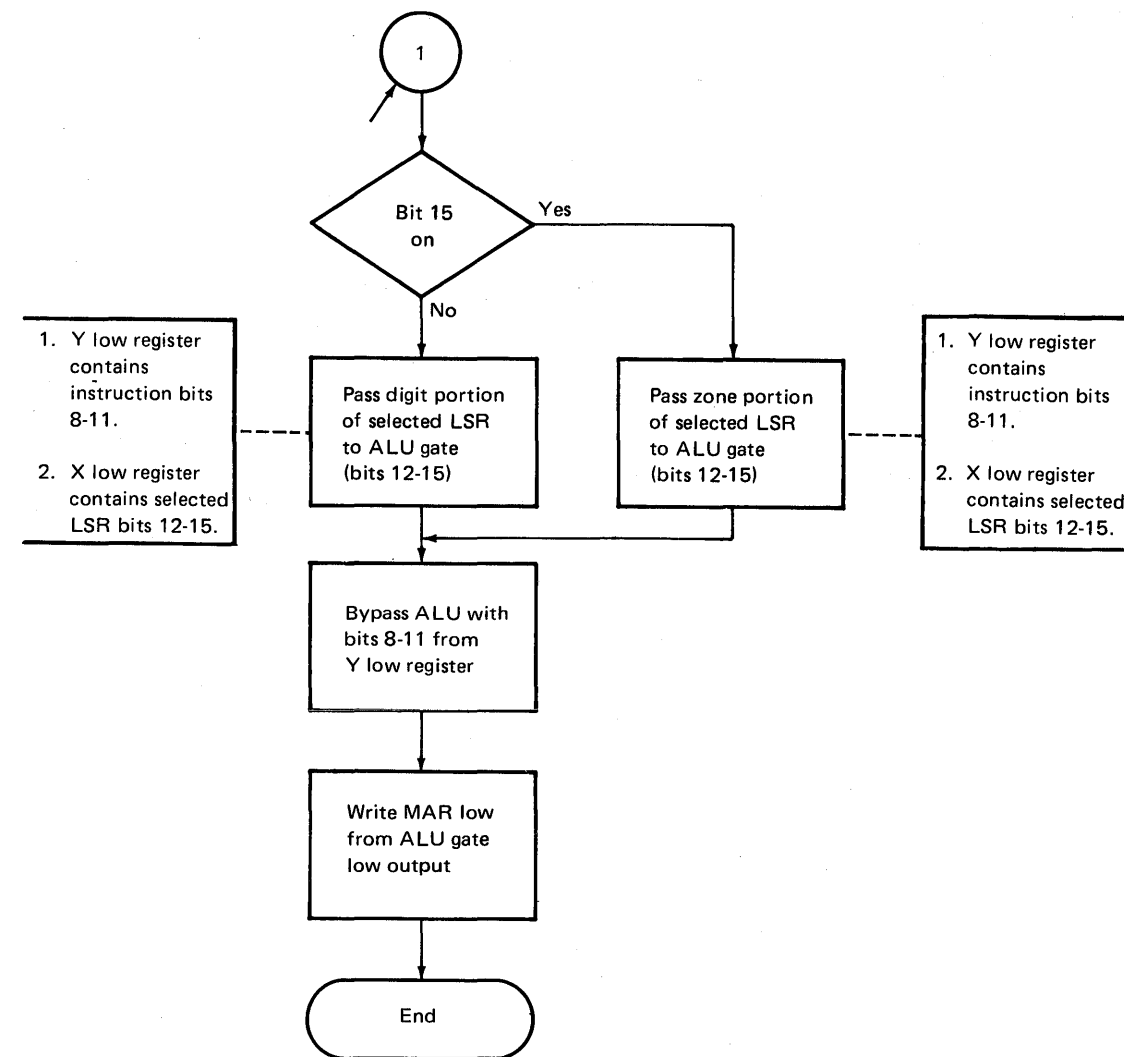 1
Bit 15
on
Yes
No
1. Y low register
contains
instruction bits
8-11.
2. X low register
contains selected
LSR bits 12-15.
Pass digit portion
of selected LSR
to ALU gate
(bits 12-15)
Pass zone portion
of selected LSR
to ALU gate
(bits 12-15)
1. Y low register
contains
instruction bits
8-11.
2. X low register
contains selected
LSR bits 12-15.
Bypass ALU with
bits 8-11 from
Y low register
Write MAR low
from ALU gate
low output
End